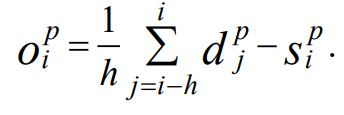 $o_i^p = \frac{1}{h} \sum_{j=i-h}^{i} d_j^p - s_i^p.$